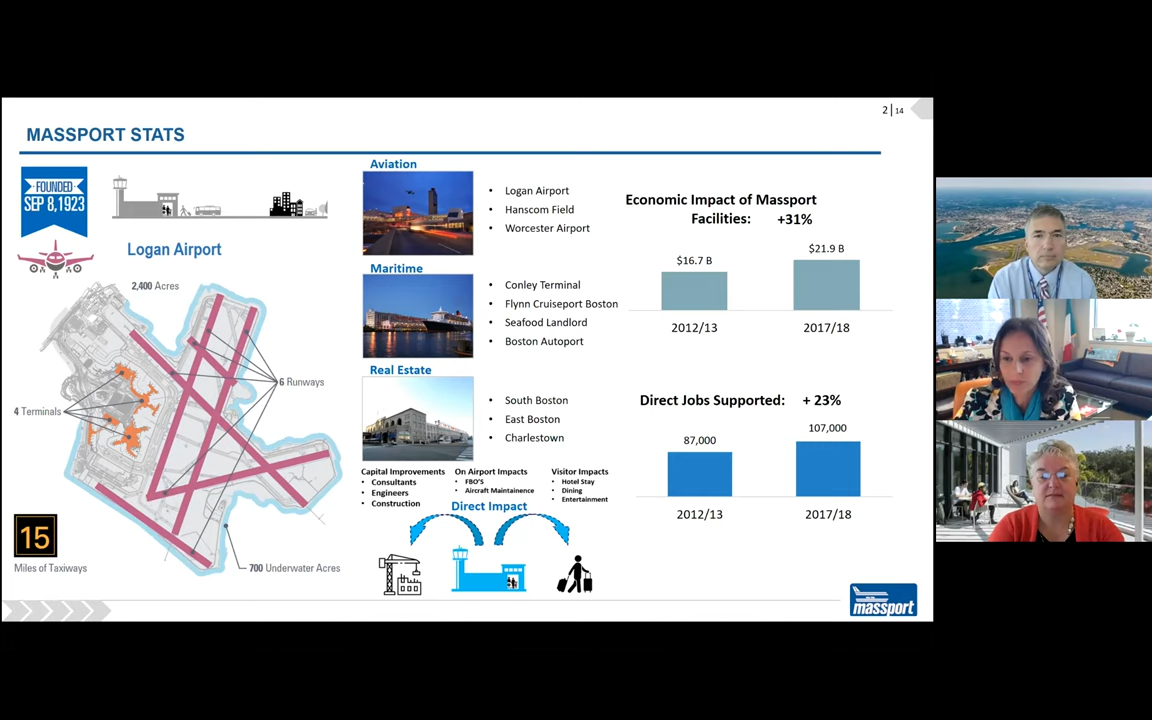 2 | 14
MASSPORT STATS
FOUNDED
SEP 8,1923
Logan Airport
2,400 Acres
6 Runways
4 Terminals
15
Miles of Taxiways
700 Underwater Acres
Aviation
• Logan Airport
• Hanscom Field
• Worcester Airport
Maritime
• Conley Terminal
• Flynn Cruiseport Boston
• Seafood Landlord
• Boston Autoport
Real Estate
• South Boston
• East Boston
• Charlestown
Capital Improvements
• Consultants
• Engineers
• Construction
On Airport Impacts
• FBO'S
• Aircraft Maintainence
Visitor Impacts
• Hotel Stay
• Dining
• Entertainment
Direct Impact
Economic Impact of Massport
Facilities: +31%
$16.7 B
$21.9 B
2012/13
2017/18
Direct Jobs Supported: + 23%
87,000
107,000
2012/13
2017/18
massport